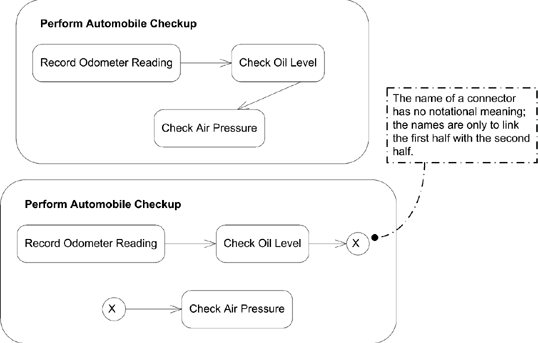 Perform Automobile Checkup
Record Odometer Reading
Check Oil Level
Check Air Pressure
The name of a connector
has no notational meaning;
the names are only to link
the first half with the second
half.
Perform Automobile Checkup
Record Odometer Reading
Check Oil Level
X
X
Check Air Pressure